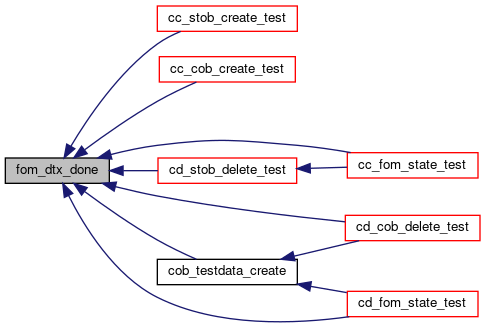 cc_stob_create_test
cc_cob_create_test
fom_dtx_done
cd_stob_delete_test
cc_fom_state_test
cd_cob_delete_test
cob_testdata_create
cd_fom_state_test